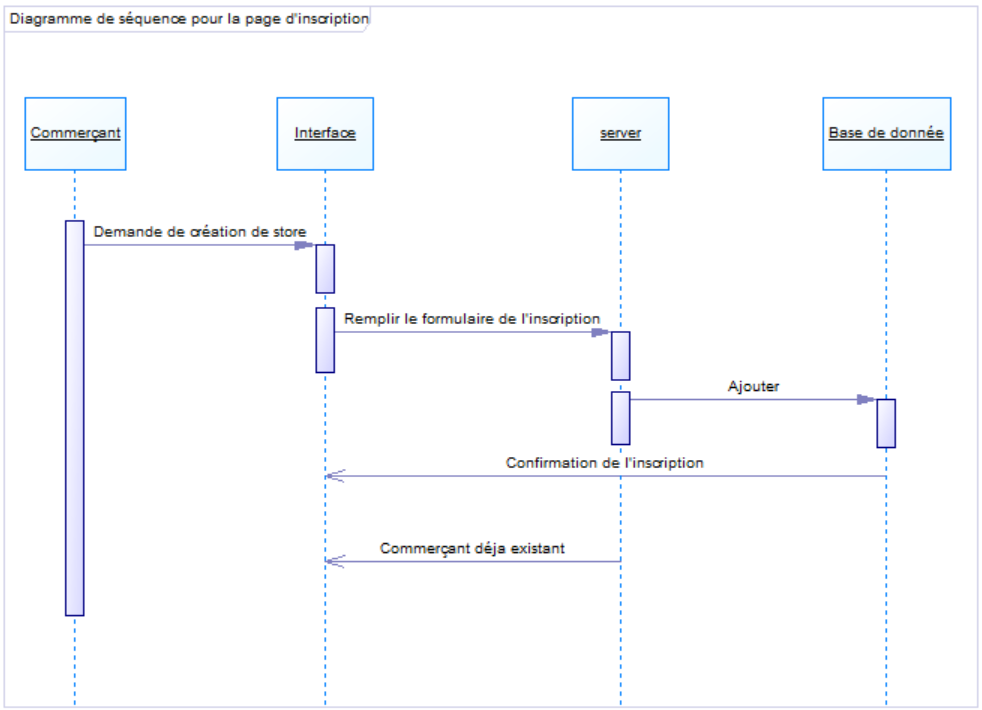 Diagramme de séquence pour la page d'inscription
Commerçant
Interface
server
Base de donnée
Demande de création de store
Remplir le formulaire de l'inscription
Ajouter
Confirmation de l'inscription
Commerçant déja existant